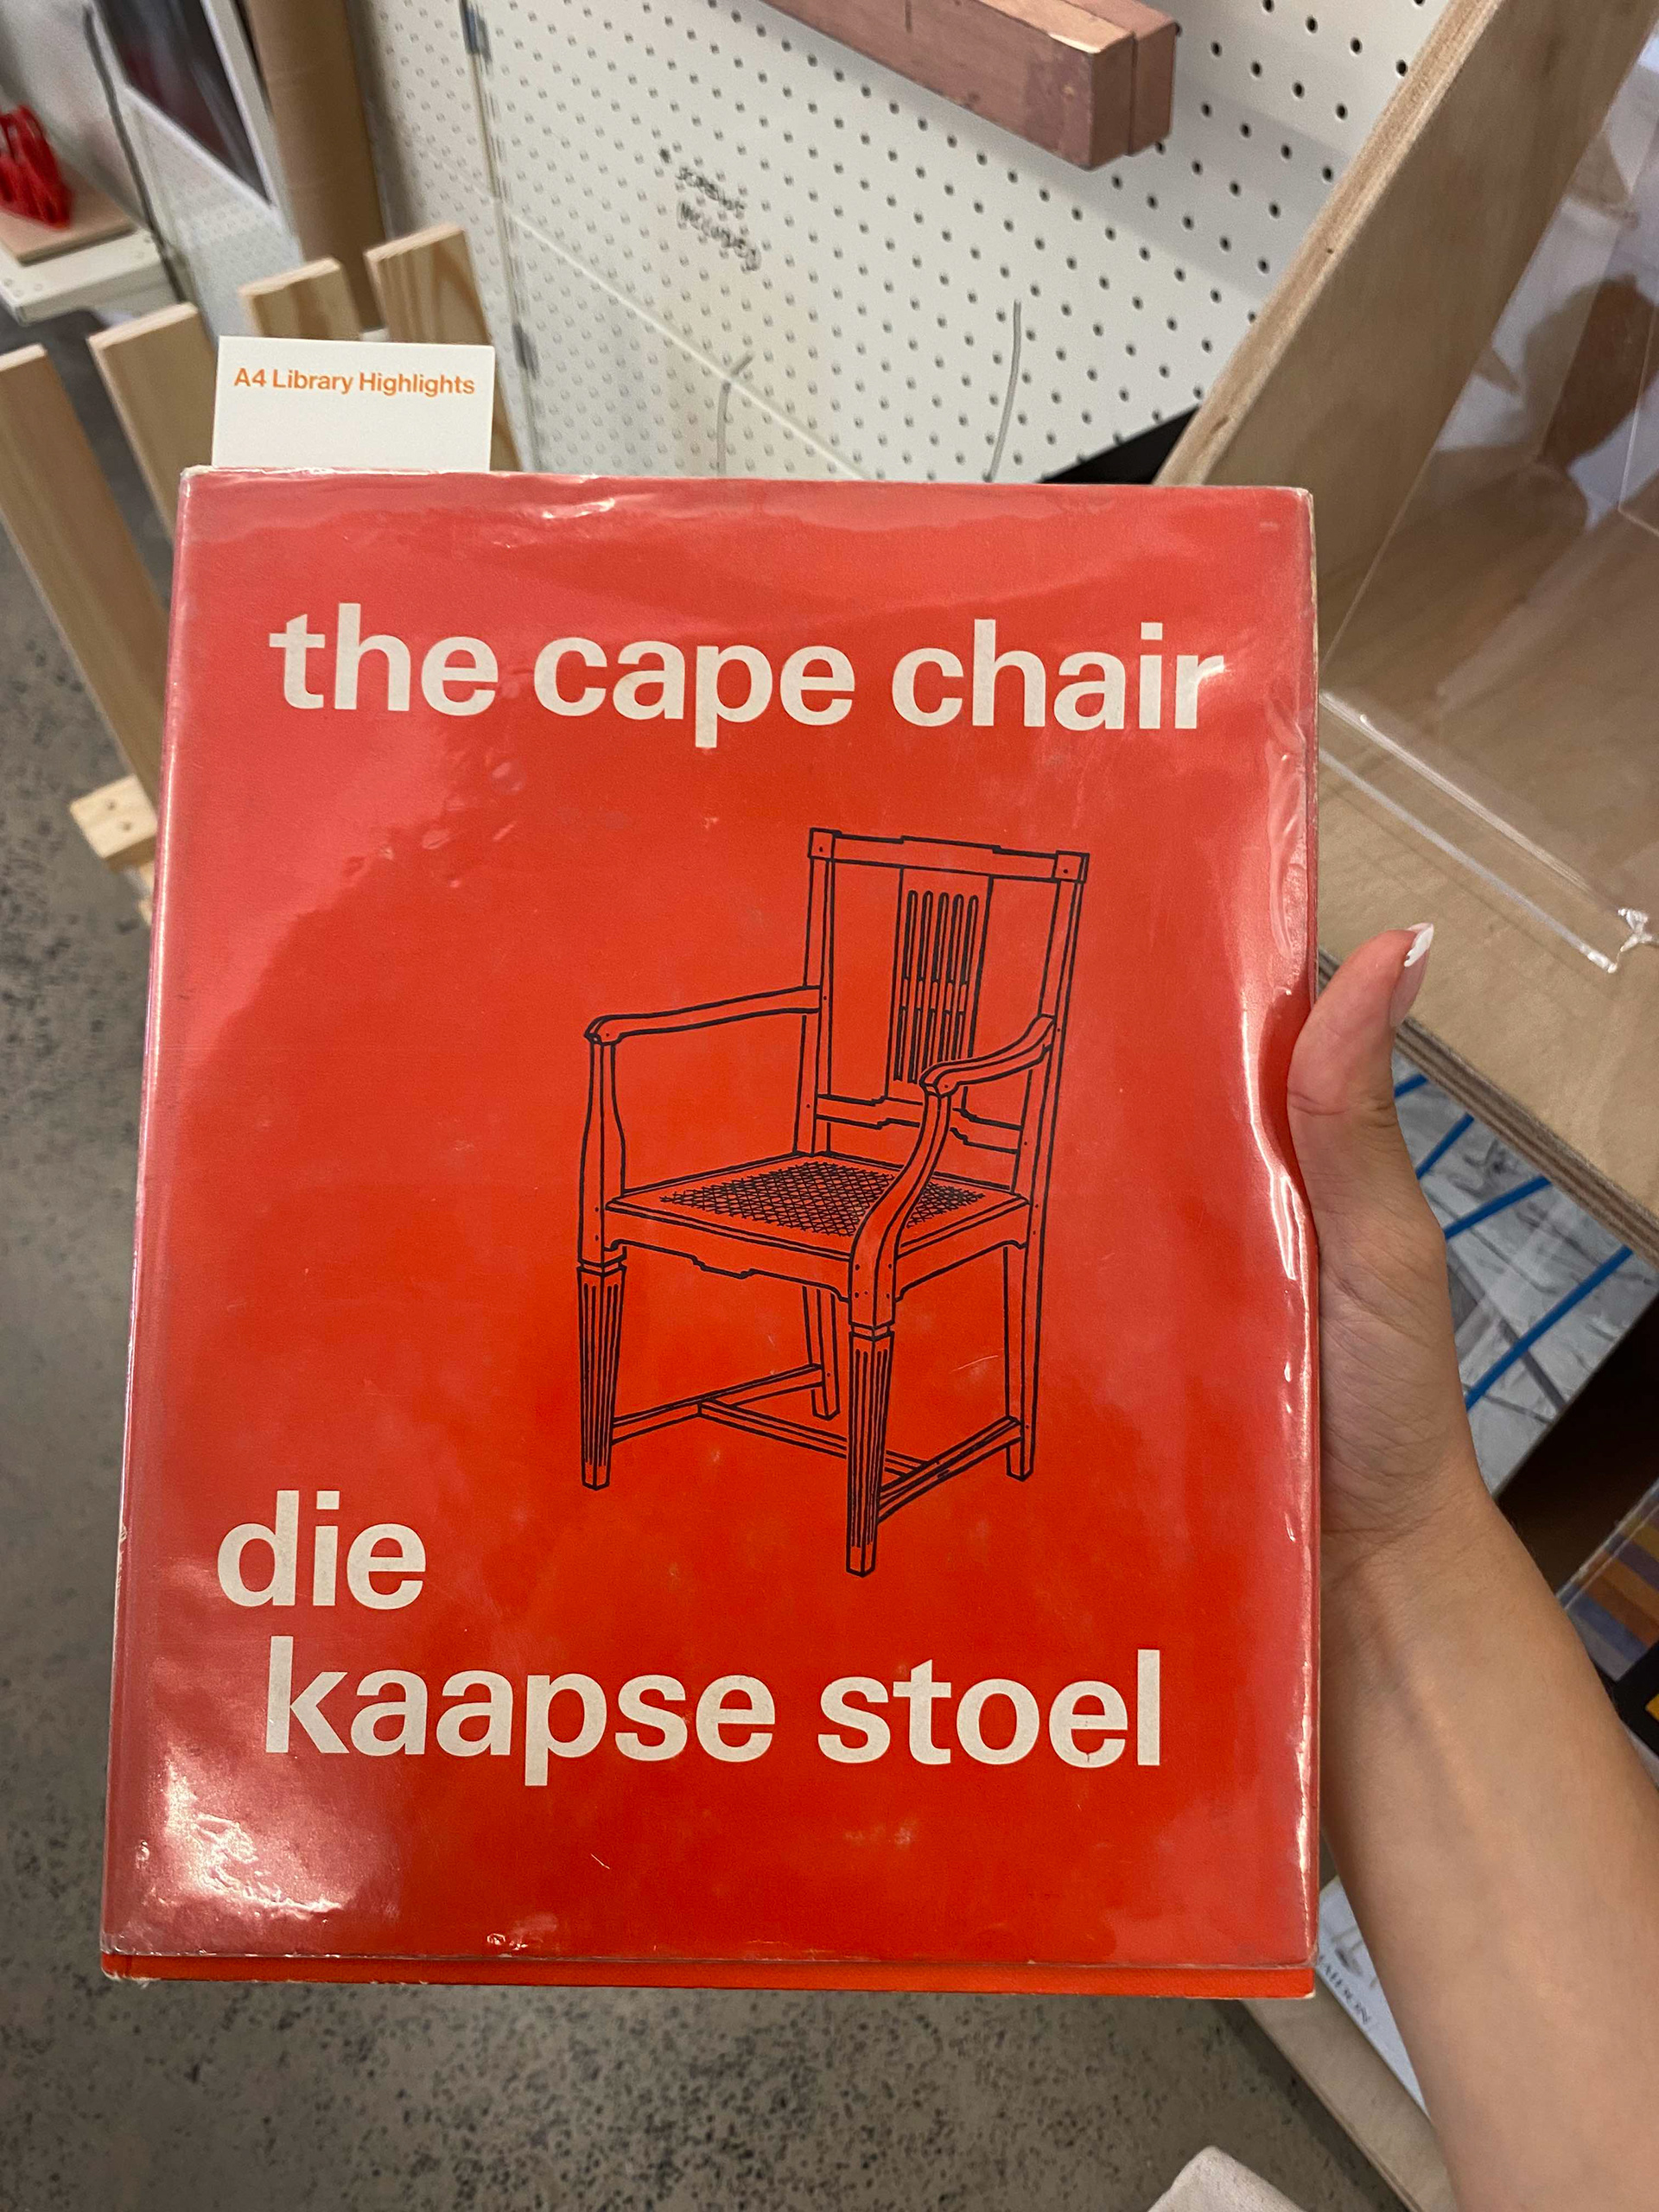 A4 Library Highlights
the cape chair
die
kaapse stoel